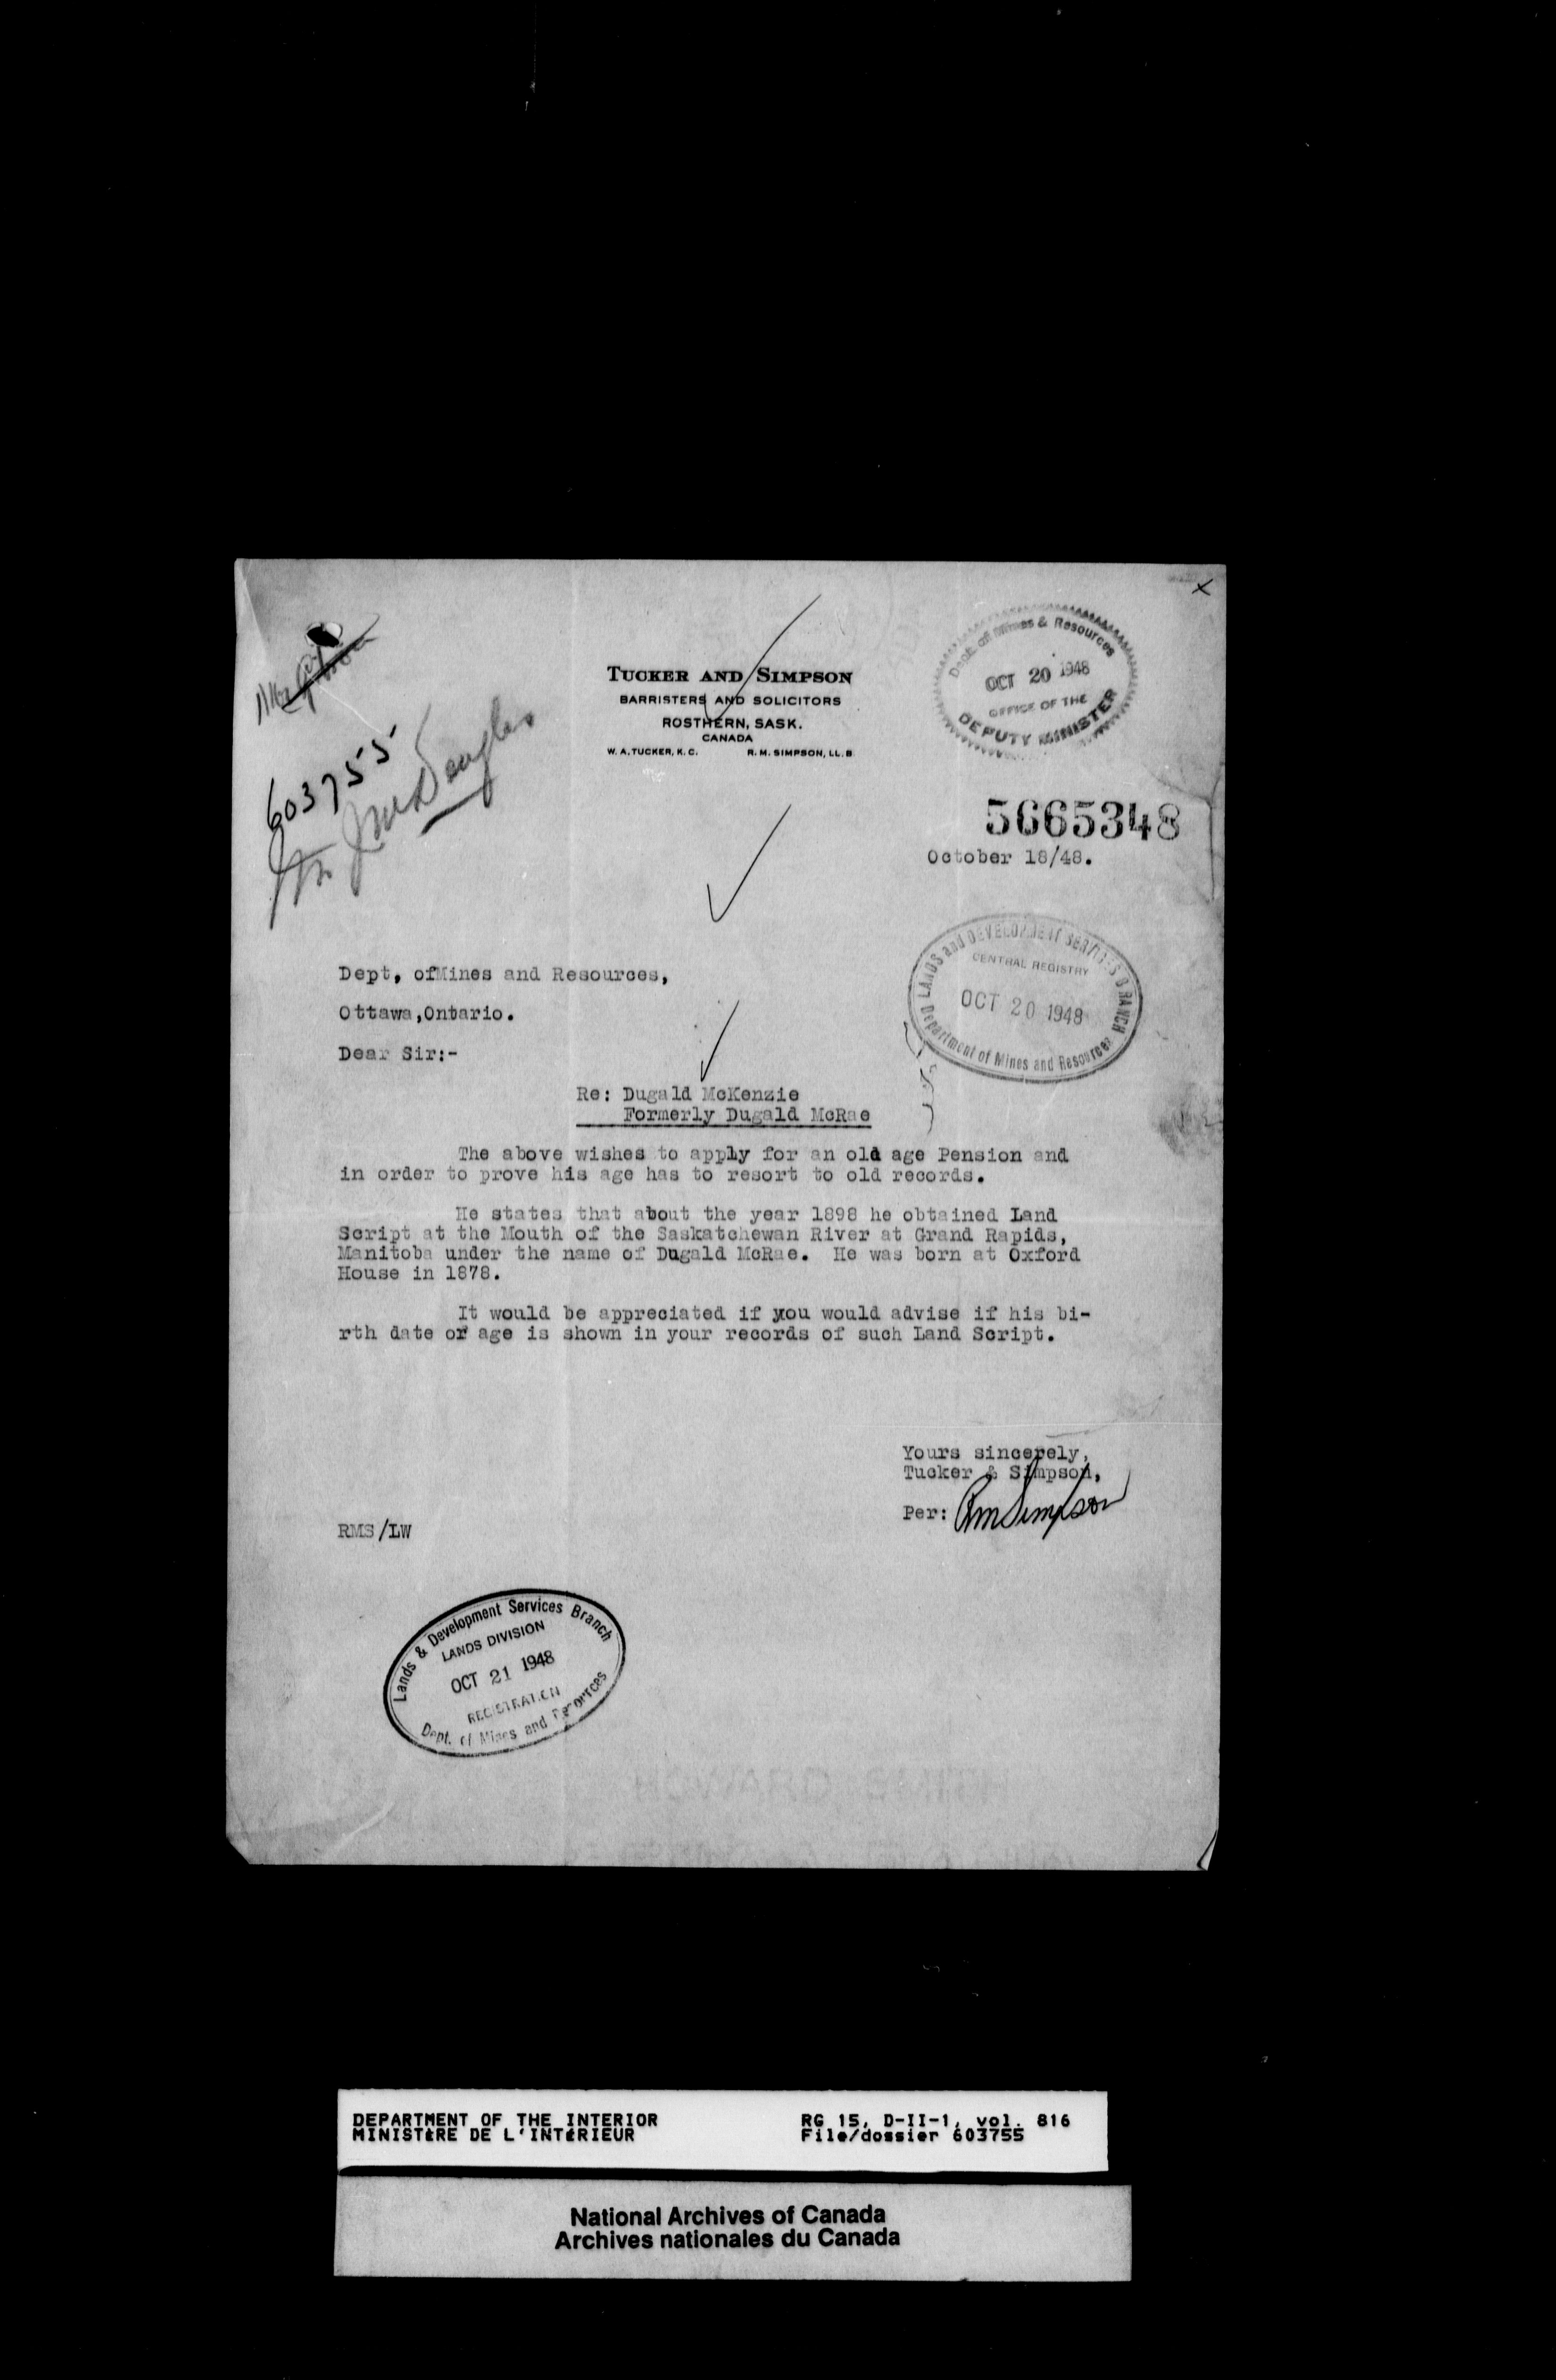 Dept. of Mines & Resources
OCT 20 1948
OFFICE OF THE
DEPUTY MINISTER
TUCKER AND SIMPSON
BARRISTERS AND SOLICITORS
ROSTHERN, SASK.
CANADA
W. A. TUCKER, K. C. R. M. SIMPSON, LL. B
603755
McDougles
5665348
October 18/48.
LANDS and DEVELOPMENT SERVICES BRANCH
CENTRAL REGISTRY
OCT 20 1948
Department of Mines and Resources
Dept, ofMines and Resources,
Ottawa,Ontario.
Dear Sir:-
Re: Dugald McKenzie
Formerly Dugald McRae
The above wishes to apply for an old age Pension and
in order to prove his age has to resort to old records.
He states that about the year 1898 he obtained Land
Script at the Mouth of the Saskatchewan River at Grand Rapids,
Manitoba under the name of Dugald McRae. He was born at Oxford
House in 1878.
It would be appreciated if you would advise if his bi-
rth date or age is shown in your records of such Land Script.
Yours sincerely,
Tucker & Simpson,
Per: RMSimpson
RMS/LW
Lands & Development Services Branch
LANDS DIVISION
OCT 21 1948
REGISTRATION
Dept. of Mines and Resources
DEPARTMENT OF THE INTERIOR RG 15, D-II-1, vol. 816
MINISTÈRE DE L'INTÉRIEUR File/dossier 603755
National Archives of Canada
Archives nationales du Canada